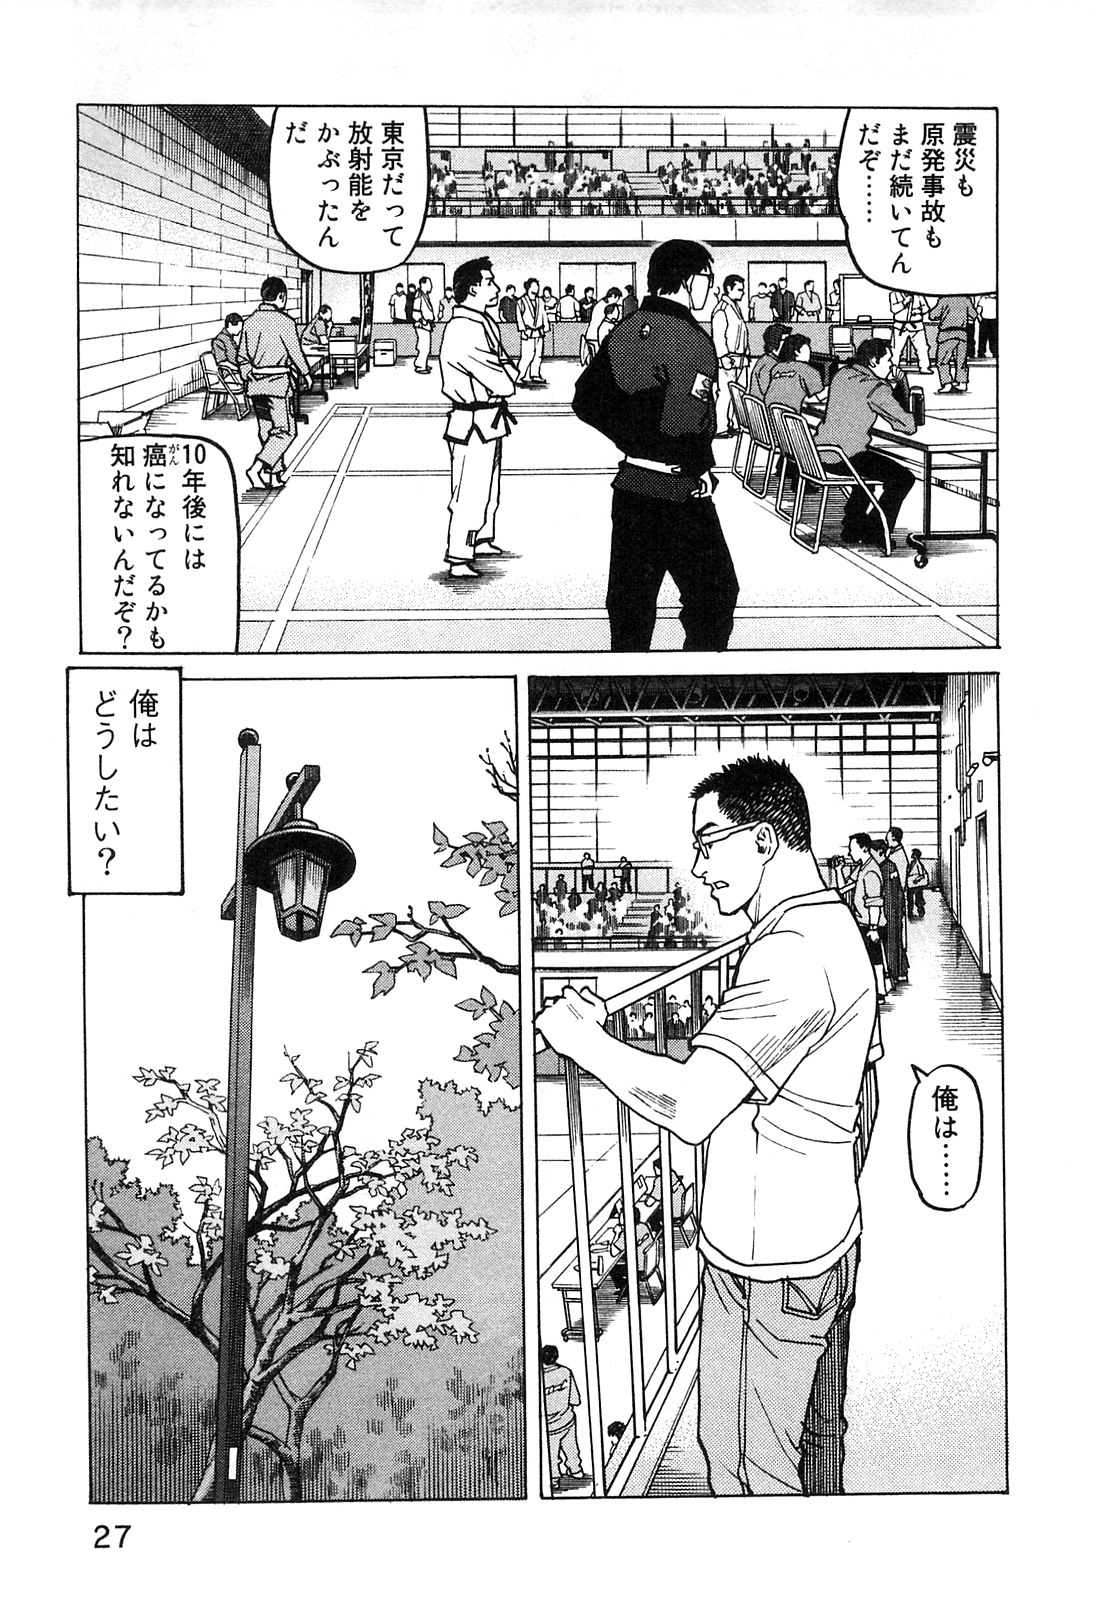 震災も
原発事故も
まだ続いてん
だぞ……
東京だって
放射能を
かぶったん
だ
10年後には
癌になってるかも
がん
知れないんだぞ？
俺は……
俺は
どうしたい？
27